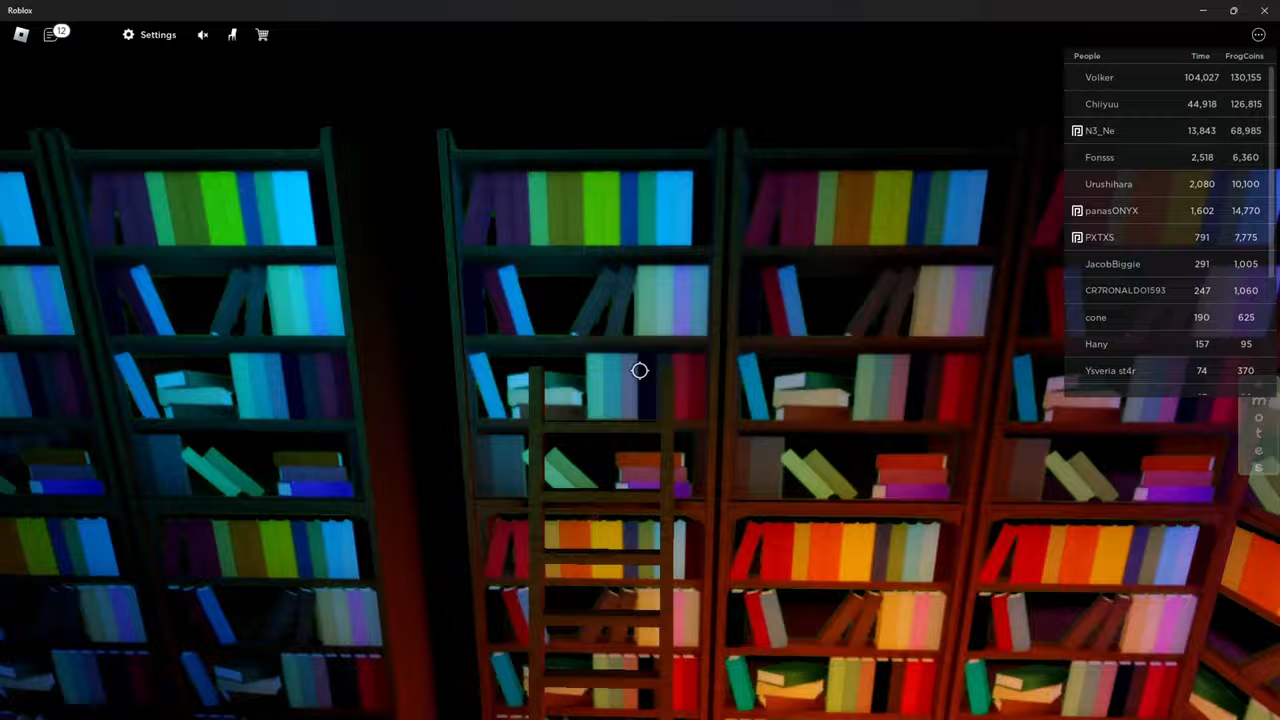 Roblox
12
Settings
People Time FrogCoins
Volker 104,027 130,155
Chiiyuu 44,918 126,815
N3_Ne 13,843 68,985
Fonsss 2,518 6,360
Urushihara 2,080 10,100
panasONYX 1,602 14,770
PXTXS 791 7,775
JacobBiggie 291 1,005
CR7RONALDO1593 247 1,060
cone 190 625
Hany 157 95
Ysveria st4r 74 370
m
o
t
e
s